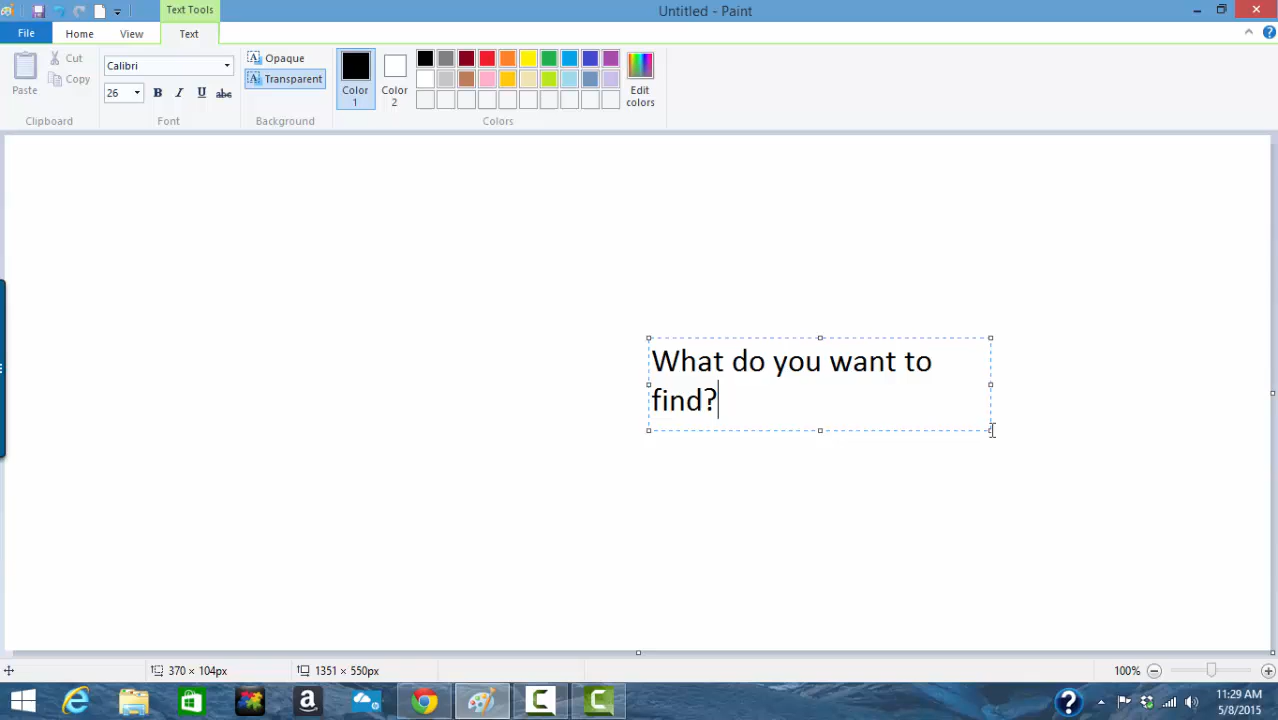 Text Tools
Untitled - Paint
File
Home
View
Text
Paste
Cut
Copy
Clipboard
Calibri
26
B I U abc
Font
Opaque
Transparent
Background
Color 1
Color 2
Edit colors
Colors
What do you want to
find?
370 × 104px
1351 × 550px
100%
11:29 AM
5/8/2015